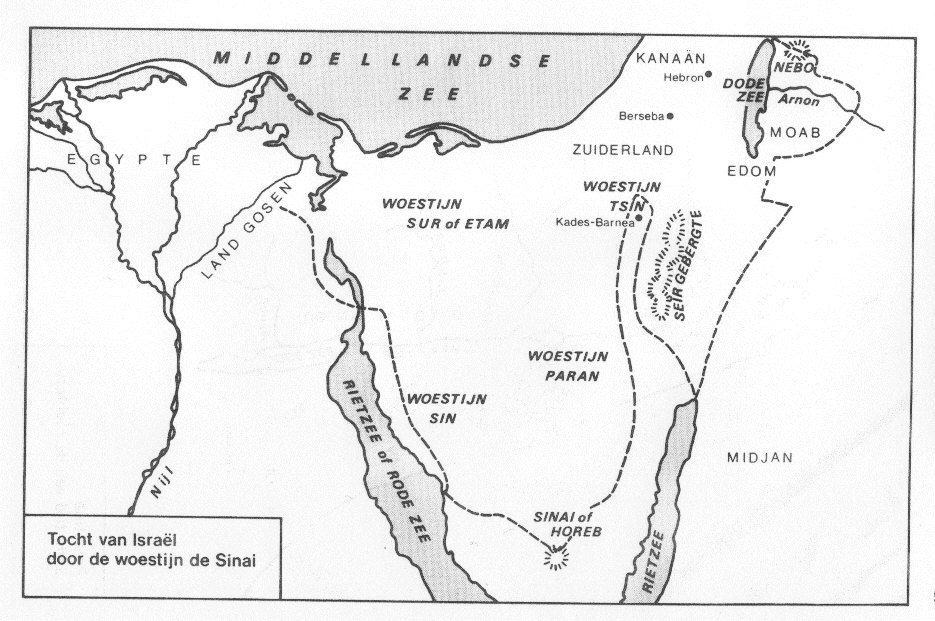 MIDDELLANDSE
ZEE
KANAÄN
Hebron
NEBO
DODE
ZEE
Arnon
Berseba
MOAB
ZUIDERLAND
EGYPTE
EDOM
WOESTIJN
TSIN
WOESTIJN
SUR of ETAM
LAND GOSEN
Kades-Barnea
SEÏR GEBERGTE
WOESTIJN
PARAN
WOESTIJN
SIN
RIETZEE of RODE ZEE
MIDJAN
Nijl
SINAI of
HOREB
RIETZEE
Tocht van Israël
door de woestijn de Sinai